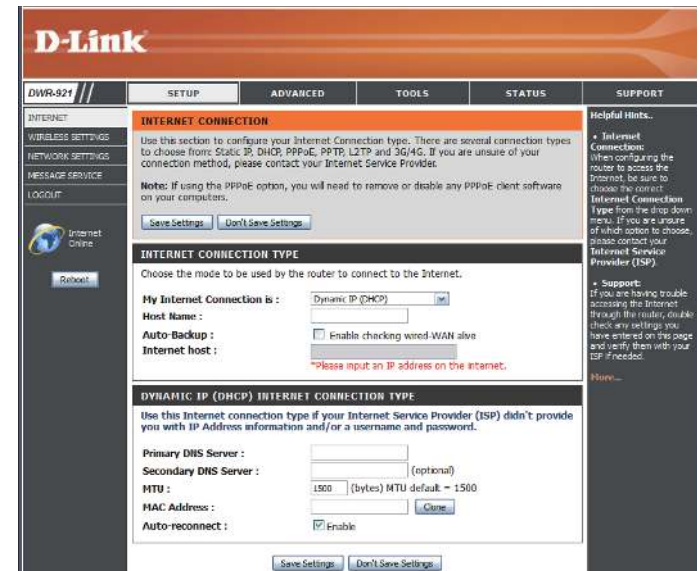 D-Link
DWR-921
SETUP
ADVANCED
TOOLS
STATUS
SUPPORT
INTERNET
WIRELESS SETTINGS
NETWORK SETTINGS
MESSAGE SERVICE
LOGOUT
Internet
Online
Reboot
INTERNET CONNECTION
Use this section to configure your Internet Connection type. There are several connection types
to choose from: Static IP, DHCP, PPPoE, PPTP, L2TP and 3G/4G. If you are unsure of your
connection method, please contact your Internet Service Provider.
Note: If using the PPPoE option, you will need to remove or disable any PPPoE client software
on your computers.
Save Settings Don't Save Settings
INTERNET CONNECTION TYPE
Choose the mode to be used by the router to connect to the Internet.
My Internet Connection is : Dynamic IP (DHCP)
Host Name :
Auto-Backup : Enable checking wired-WAN alive
Internet host :
*Please input an IP address on the internet.
DYNAMIC IP (DHCP) INTERNET CONNECTION TYPE
Use this Internet connection type if your Internet Service Provider (ISP) didn't provide
you with IP Address information and/or a username and password.
Primary DNS Server :
Secondary DNS Server : (optional)
MTU : 1500 (bytes) MTU default = 1500
MAC Address : Clone
Auto-reconnect : Enable
Save Settings Don't Save Settings
Helpful Hints..
• Internet
Connection:
When configuring the
router to access the
Internet, be sure to
choose the correct
Internet Connection
Type from the drop down
menu. If you are unsure
of which option to choose,
please contact your
Internet Service
Provider (ISP).
• Support:
If you are having trouble
accessing the Internet
through the router, double
check any settings you
have entered on this page
and verify them with your
ISP if needed.
More...